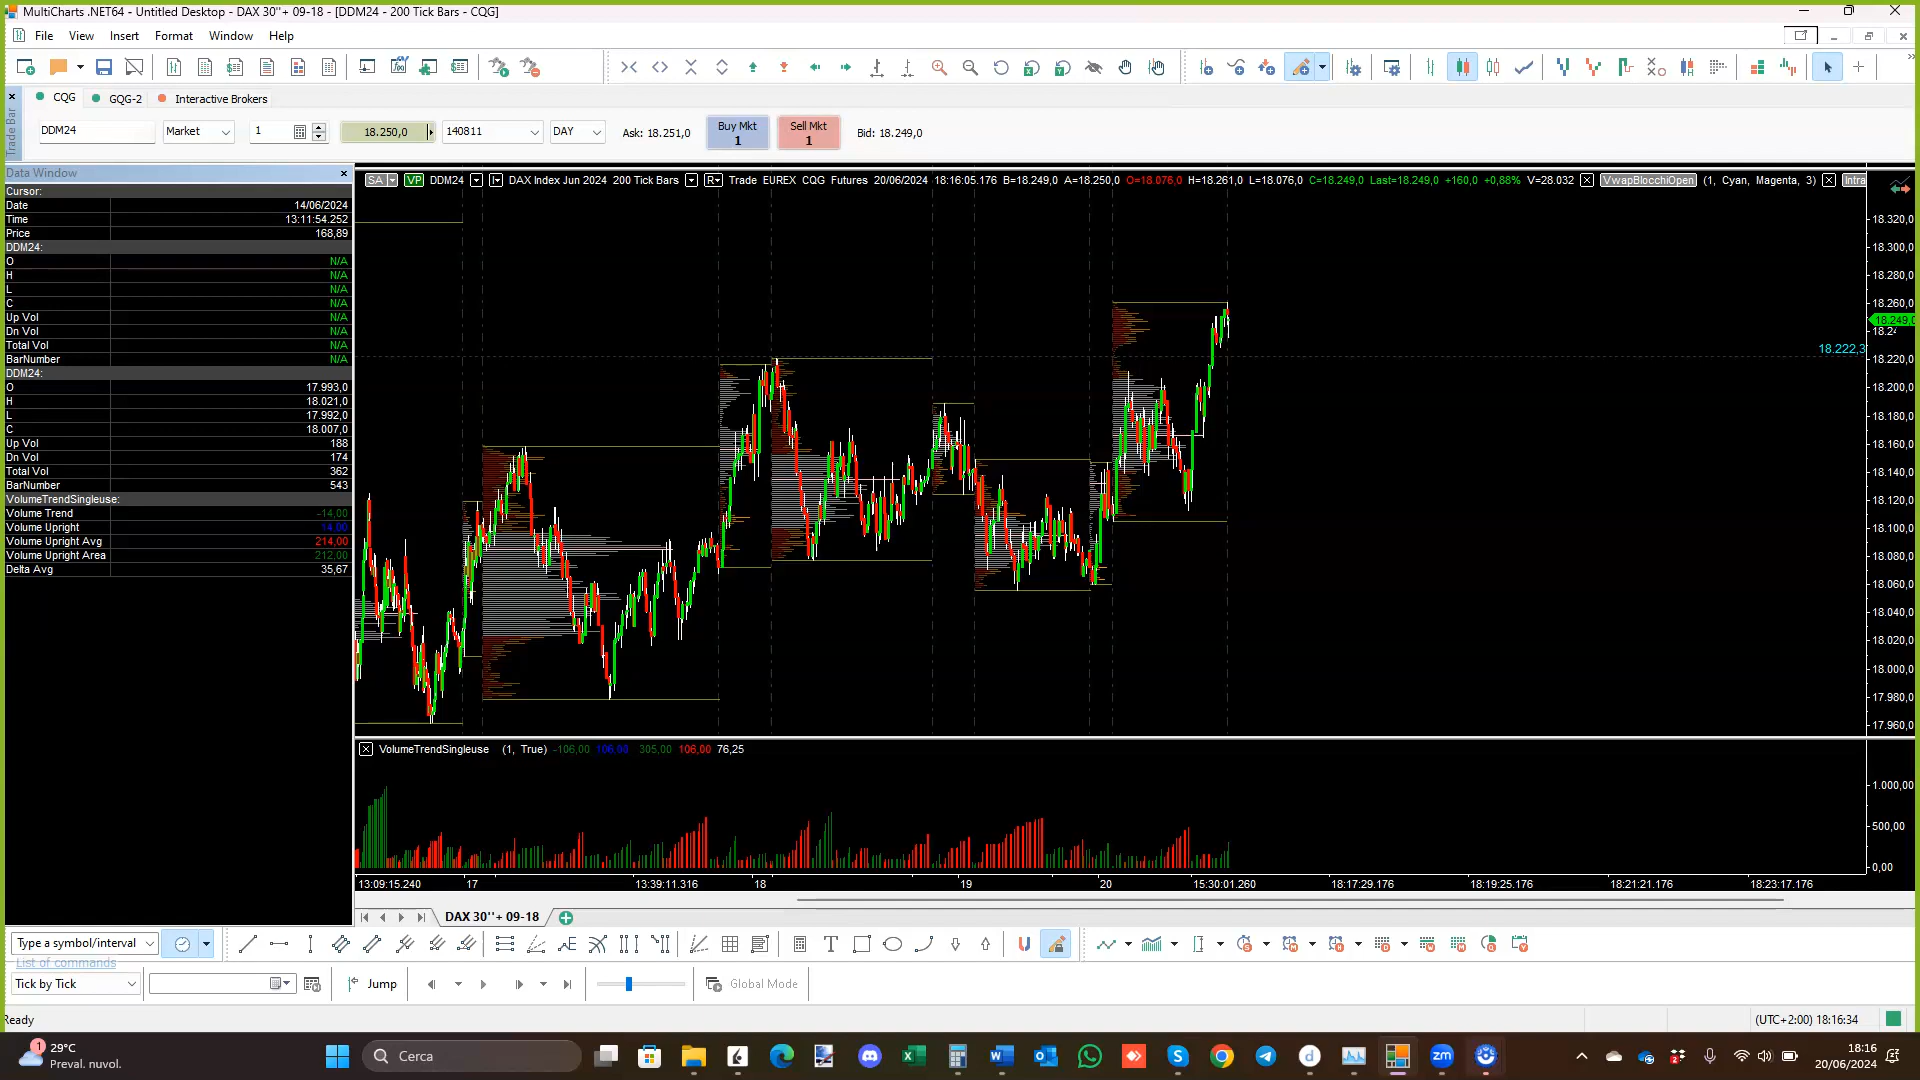 MultiCharts .NET64 - Untitled Desktop - DAX 30''+ 09-18 - [DDM24 - 200 Tick Bars - CQG]
File View Insert Format Window Help
CQG GQG-2 Interactive Brokers
Trade Bar
DDM24 Market 1 18.250,0 140811 DAY Ask: 18.251,0 Buy Mkt 1 Sell Mkt 1 Bid: 18.249,0
Data Window
Cursor:
Date 14/06/2024
Time 13:11:54.252
Price 168,89
DDM24:
O N/A
H N/A
L N/A
C N/A
Up Vol N/A
Dn Vol N/A
Total Vol N/A
BarNumber N/A
DDM24:
O 17.993,0
H 18.021,0
L 17.992,0
C 18.007,0
Up Vol 188
Dn Vol 174
Total Vol 362
BarNumber 543
VolumeTrendSingleuse:
Volume Trend -14,00
Volume Upright 14,00
Volume Upright Avg 214,00
Volume Upright Area 212,00
Delta Avg 35,67
SA VP DDM24 DAX Index Jun 2024 200 Tick Bars R Trade EUREX CQG Futures 20/06/2024 18:16:05.176 B=18.249,0 A=18.250,0 O=18.076,0 H=18.261,0 L=18.076,0 C=18.249,0 Last=18.249,0 +160,0 +0,88% V=28.032 VwapBlocchiOpen (1, Cyan, Magenta, 3) Intra
18.320,0
18.300,0
18.280,0
18.260,0
18.249,0
18.24
18.222,3
18.220,0
18.200,0
18.180,0
18.160,0
18.140,0
18.120,0
18.100,0
18.080,0
18.060,0
18.040,0
18.020,0
18.000,0
17.980,0
17.960,0
VolumeTrendSingleuse (1, True) -106,00 106,00 305,00 106,00 76,25
1.000,00
500,00
0,00
13:09:15.240 17 13:39:11.316 18 19 20 15:30:01.260 18:17:29.176 18:19:25.176 18:21:21.176 18:23:17.176
DAX 30''+ 09-18
Type a symbol/interval
List of commands
Tick by Tick Jump Global Mode
Ready (UTC+2:00) 18:16:34
1 29°C
Preval. nuvol.
Cerca
18:16
20/06/2024